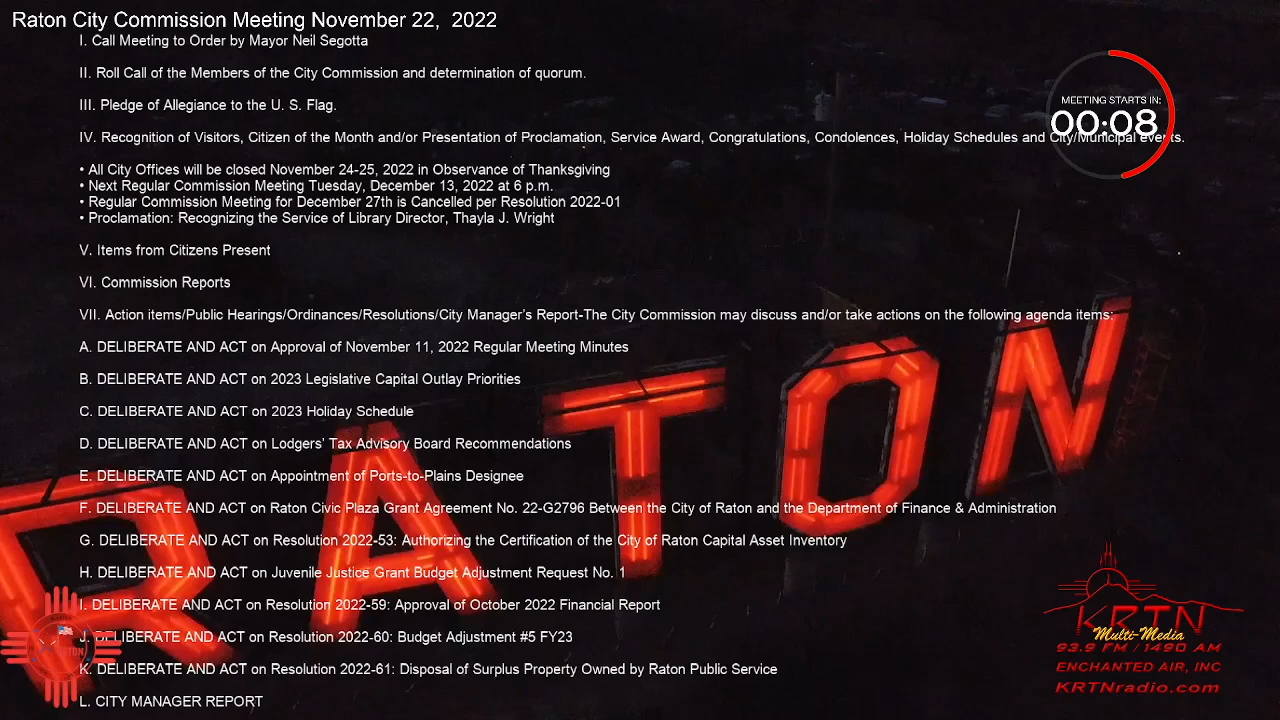 Raton City Commission Meeting November 22, 2022
I. Call Meeting to Order by Mayor Neil Segotta
II. Roll Call of the Members of the City Commission and determination of quorum.
III. Pledge of Allegiance to the U. S. Flag.
MEETING STARTS IN:
00:08
IV. Recognition of Visitors, Citizen of the Month and/or Presentation of Proclamation, Service Award, Congratulations, Condolences, Holiday Schedules and City/Municipal events.
• All City Offices will be closed November 24-25, 2022 in Observance of Thanksgiving
• Next Regular Commission Meeting Tuesday, December 13, 2022 at 6 p.m.
• Regular Commission Meeting for December 27th is Cancelled per Resolution 2022-01
• Proclamation: Recognizing the Service of Library Director, Thayla J. Wright
V. Items from Citizens Present
VI. Commission Reports
VII. Action items/Public Hearings/Ordinances/Resolutions/City Manager's Report-The City Commission may discuss and/or take actions on the following agenda items:
A. DELIBERATE AND ACT on Approval of November 11, 2022 Regular Meeting Minutes
B. DELIBERATE AND ACT on 2023 Legislative Capital Outlay Priorities
C. DELIBERATE AND ACT on 2023 Holiday Schedule
D. DELIBERATE AND ACT on Lodgers' Tax Advisory Board Recommendations
E. DELIBERATE AND ACT on Appointment of Ports-to-Plains Designee
F. DELIBERATE AND ACT on Raton Civic Plaza Grant Agreement No. 22-G2796 Between the City of Raton and the Department of Finance & Administration
G. DELIBERATE AND ACT on Resolution 2022-53: Authorizing the Certification of the City of Raton Capital Asset Inventory
H. DELIBERATE AND ACT on Juvenile Justice Grant Budget Adjustment Request No. 1
I. DELIBERATE AND ACT on Resolution 2022-59: Approval of October 2022 Financial Report
J. DELIBERATE AND ACT on Resolution 2022-60: Budget Adjustment #5 FY23
K. DELIBERATE AND ACT on Resolution 2022-61: Disposal of Surplus Property Owned by Raton Public Service
L. CITY MANAGER REPORT
RATON
KRTN
Multi-Media
93.9 FM / 1490 AM
ENCHANTED AIR, INC
KRTNradio.com